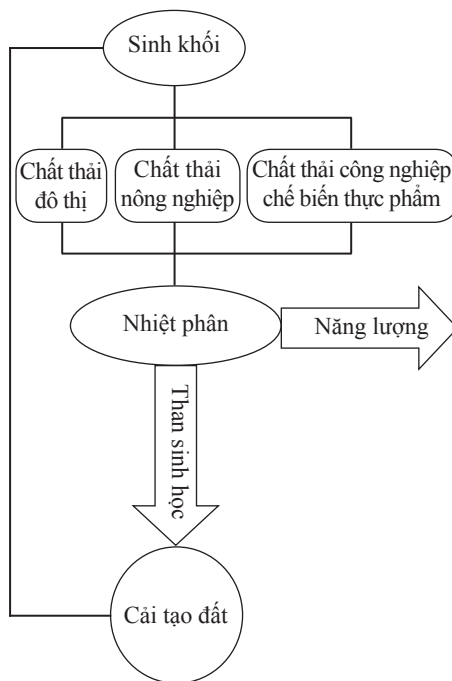 Sinh khối
Chất thải
đô thị
Chất thải
nông nghiệp
Chất thải công nghiệp
chế biến thực phẩm
Nhiệt phân
Năng lượng
Than sinh học
Cải tạo đất